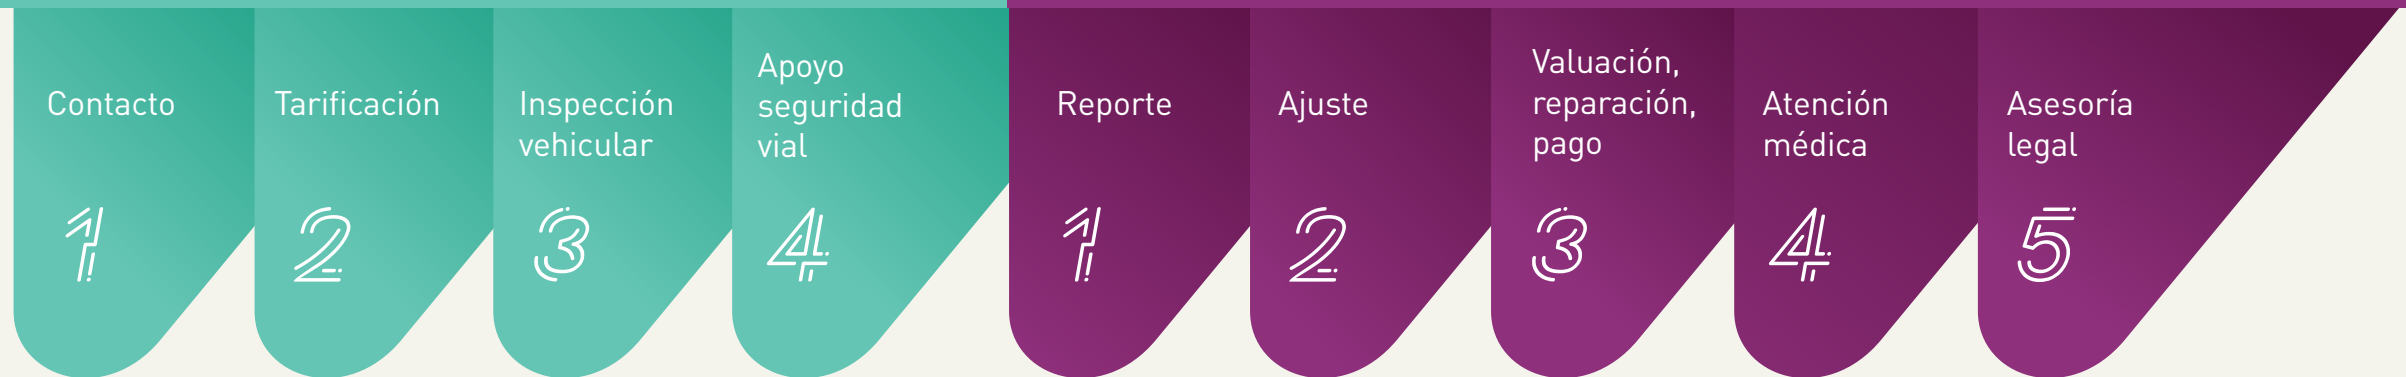 Contacto
1
Tarificación
2
Inspección
vehicular
3
Apoyo
seguridad
vial
4
Reporte
1
Ajuste
2
Valuación,
reparación,
pago
3
Atención
médica
4
Asesoría
legal
5